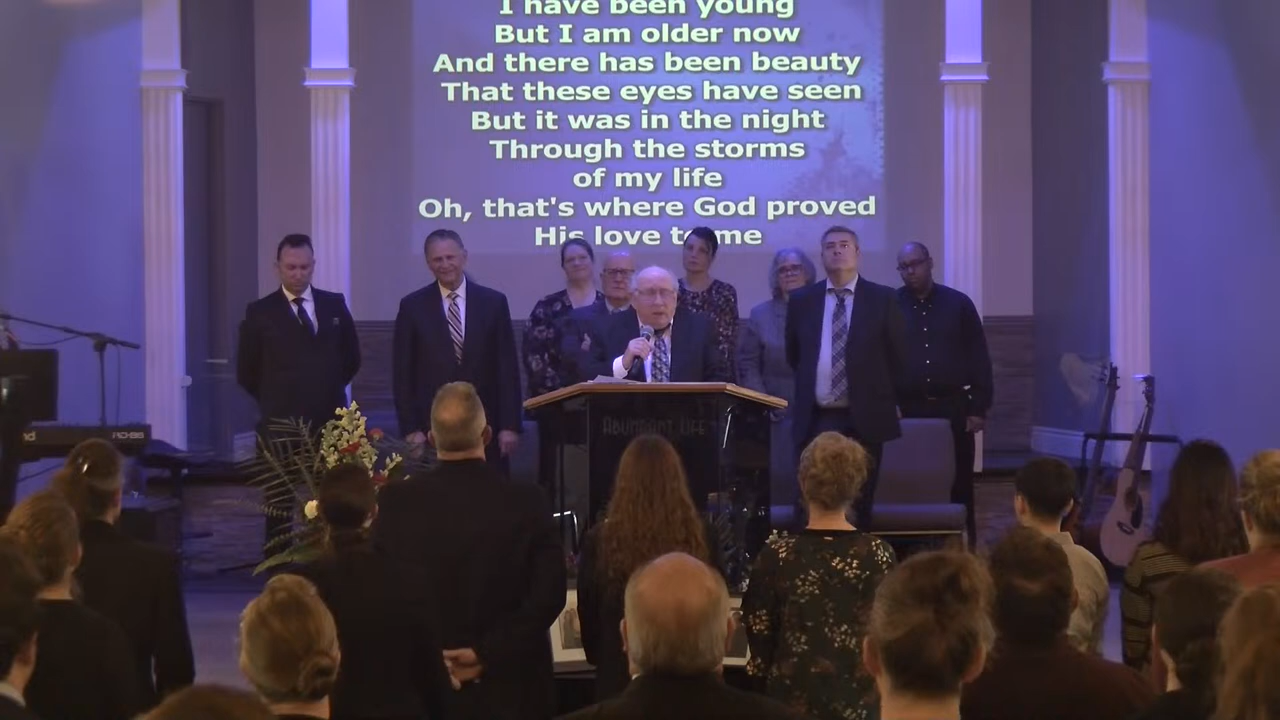 I have been young
But I am older now
And there has been beauty
That these eyes have seen
But it was in the night
Through the storms
of my life
Oh, that's where God proved
His love to me
ABUNDANT LIFE